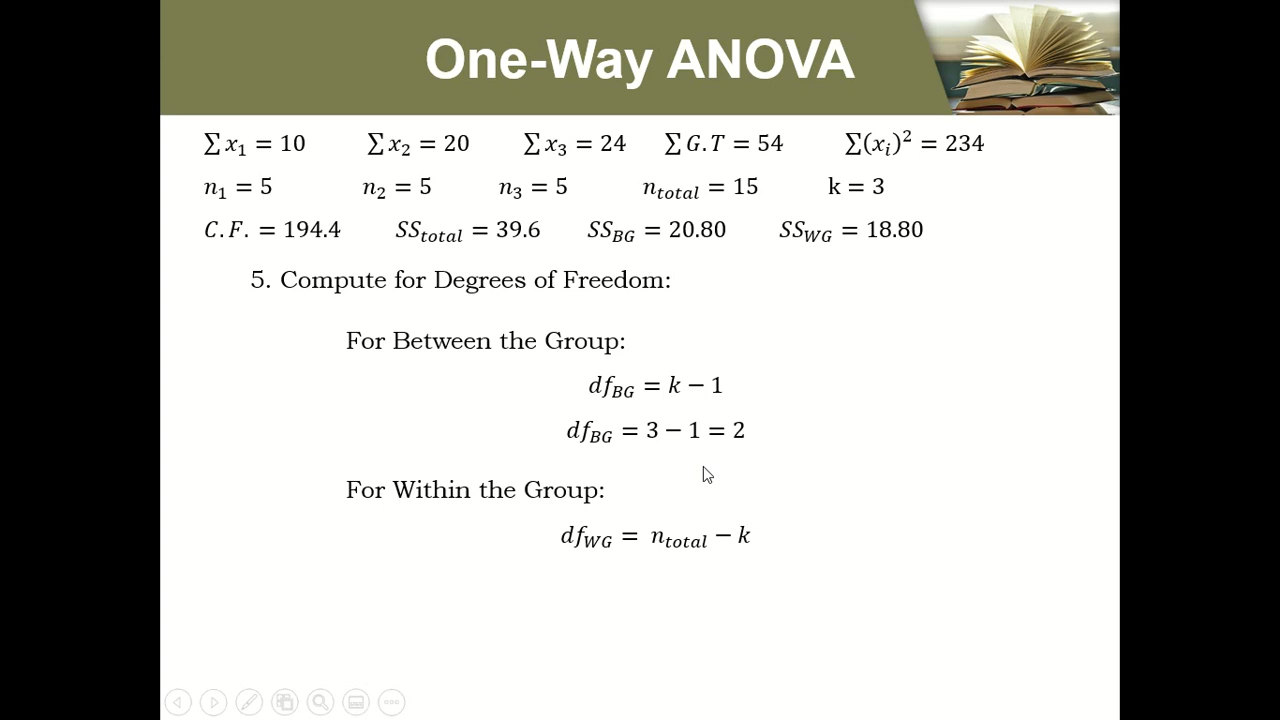 One-Way ANOVA
∑x₁ = 10 ∑x₂ = 20 ∑x₃ = 24 ∑G.T = 54 ∑(xᵢ)² = 234
n₁ = 5 n₂ = 5 n₃ = 5 n_total = 15 k = 3
C.F. = 194.4 SS_total = 39.6 SS_BG = 20.80 SS_WG = 18.80
5. Compute for Degrees of Freedom:
For Between the Group:
df_BG = k − 1
df_BG = 3 − 1 = 2
For Within the Group:
df_WG = n_total − k